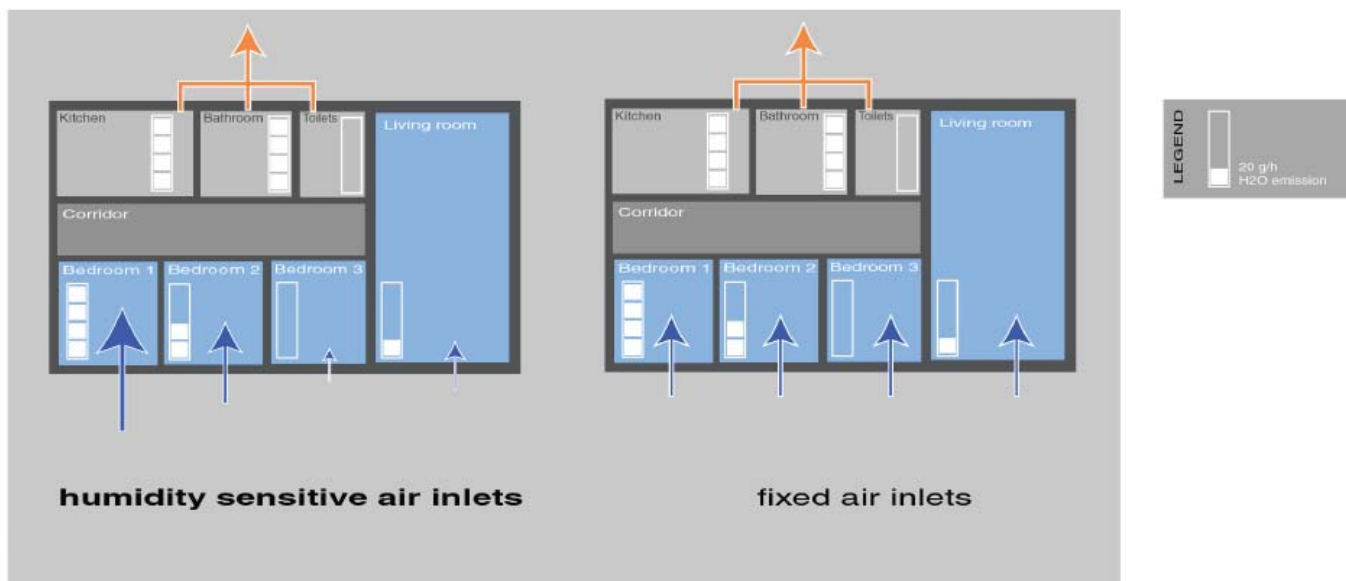 Kitchen
Bathroom
Toilets
Living room
Corridor
Bedroom 1
Bedroom 2
Bedroom 3
humidity sensitive air inlets
Kitchen
Bathroom
Toilets
Living room
Corridor
Bedroom 1
Bedroom 2
Bedroom 3
fixed air inlets
LEGEND
20 g/h
H2O emission